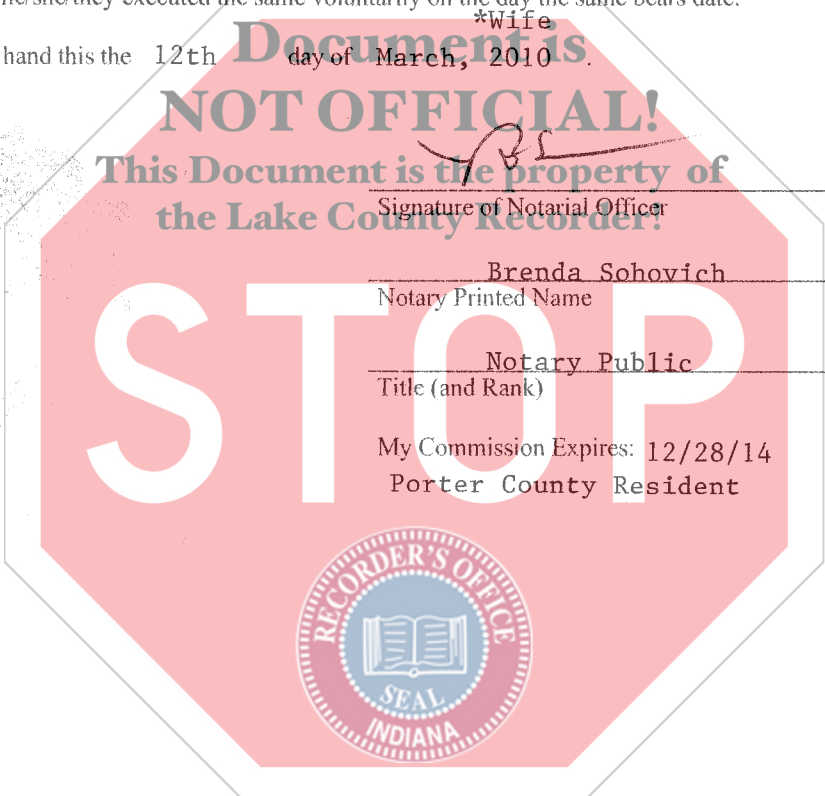 he/she/they executed the same voluntarily on the day the same bears date.
*Wife
hand this the 12th day of March, 2010 .
Document is
NOT OFFICIAL!
This Document is the property of
the Lake County Recorder!
Signature of Notarial Officer
Brenda Sohovich
Notary Printed Name
Notary Public
Title (and Rank)
My Commission Expires: 12/28/14
Porter County Resident
STOP
RECORDER'S OFFICE
SEAL
INDIANA